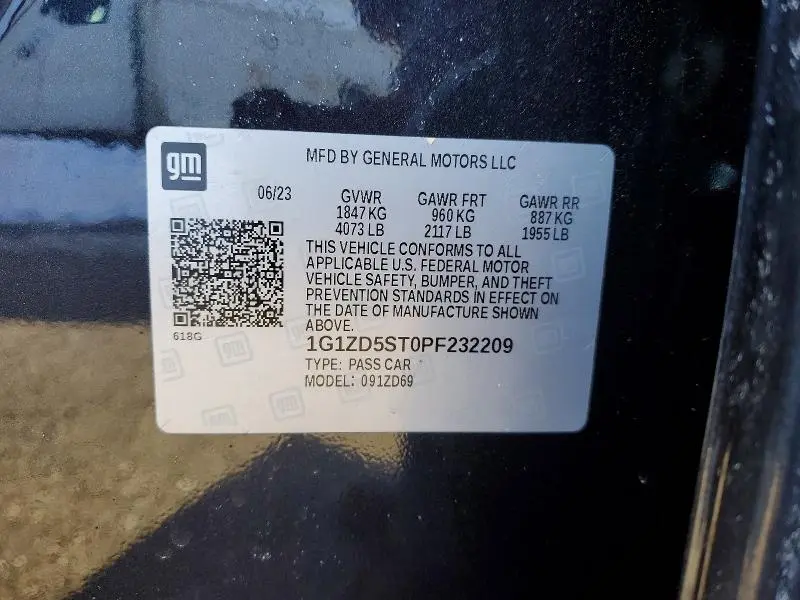 gm
MFD BY GENERAL MOTORS LLC
06/23 GVWR GAWR FRT GAWR RR
1847 KG 960 KG 887 KG
4073 LB 2117 LB 1955 LB
THIS VEHICLE CONFORMS TO ALL
APPLICABLE U.S. FEDERAL MOTOR
VEHICLE SAFETY, BUMPER, AND THEFT
PREVENTION STANDARDS IN EFFECT ON
THE DATE OF MANUFACTURE SHOWN
ABOVE.
618G
1G1ZD5ST0PF232209
TYPE: PASS CAR
MODEL: 091ZD69